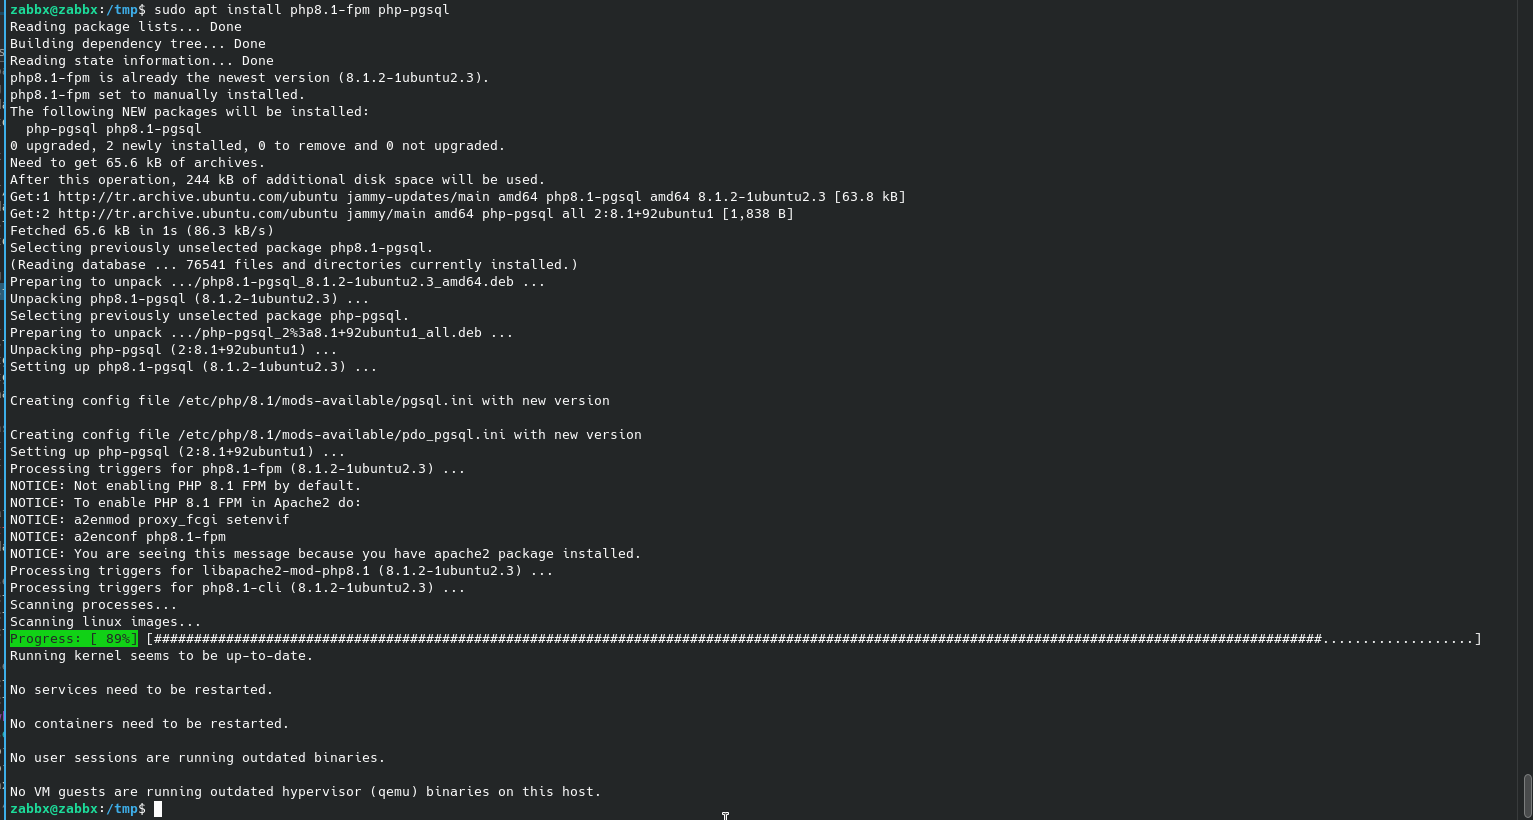 zabbx@zabbx:/tmp$ sudo apt install php8.1-fpm php-pgsql
Reading package lists... Done
Building dependency tree... Done
Reading state information... Done
php8.1-fpm is already the newest version (8.1.2-1ubuntu2.3).
php8.1-fpm set to manually installed.
The following NEW packages will be installed:
  php-pgsql php8.1-pgsql
0 upgraded, 2 newly installed, 0 to remove and 0 not upgraded.
Need to get 65.6 kB of archives.
After this operation, 244 kB of additional disk space will be used.
Get:1 http://tr.archive.ubuntu.com/ubuntu jammy-updates/main amd64 php8.1-pgsql amd64 8.1.2-1ubuntu2.3 [63.8 kB]
Get:2 http://tr.archive.ubuntu.com/ubuntu jammy/main amd64 php-pgsql all 2:8.1+92ubuntu1 [1,838 B]
Fetched 65.6 kB in 1s (86.3 kB/s)
Selecting previously unselected package php8.1-pgsql.
(Reading database ... 76541 files and directories currently installed.)
Preparing to unpack .../php8.1-pgsql_8.1.2-1ubuntu2.3_amd64.deb ...
Unpacking php8.1-pgsql (8.1.2-1ubuntu2.3) ...
Selecting previously unselected package php-pgsql.
Preparing to unpack .../php-pgsql_2%3a8.1+92ubuntu1_all.deb ...
Unpacking php-pgsql (2:8.1+92ubuntu1) ...
Setting up php8.1-pgsql (8.1.2-1ubuntu2.3) ...

Creating config file /etc/php/8.1/mods-available/pgsql.ini with new version

Creating config file /etc/php/8.1/mods-available/pdo_pgsql.ini with new version
Setting up php-pgsql (2:8.1+92ubuntu1) ...
Processing triggers for php8.1-fpm (8.1.2-1ubuntu2.3) ...
NOTICE: Not enabling PHP 8.1 FPM by default.
NOTICE: To enable PHP 8.1 FPM in Apache2 do:
NOTICE: a2enmod proxy_fcgi setenvif
NOTICE: a2enconf php8.1-fpm
NOTICE: You are seeing this message because you have apache2 package installed.
Processing triggers for libapache2-mod-php8.1 (8.1.2-1ubuntu2.3) ...
Processing triggers for php8.1-cli (8.1.2-1ubuntu2.3) ...
Scanning processes...
Scanning linux images...
Progress: [ 89%] [##################################################################################################################################################...................]
Running kernel seems to be up-to-date.

No services need to be restarted.

No containers need to be restarted.

No user sessions are running outdated binaries.

No VM guests are running outdated hypervisor (qemu) binaries on this host.
zabbx@zabbx:/tmp$